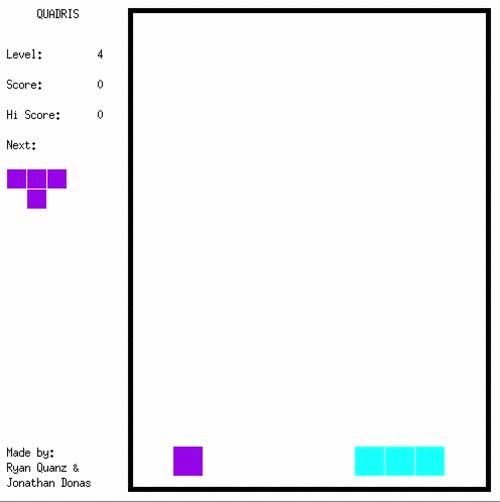 QUADRIS
Level: 4
Score: 0
Hi Score: 0
Next:
Made by:
Ryan Quanz &
Jonathan Donas